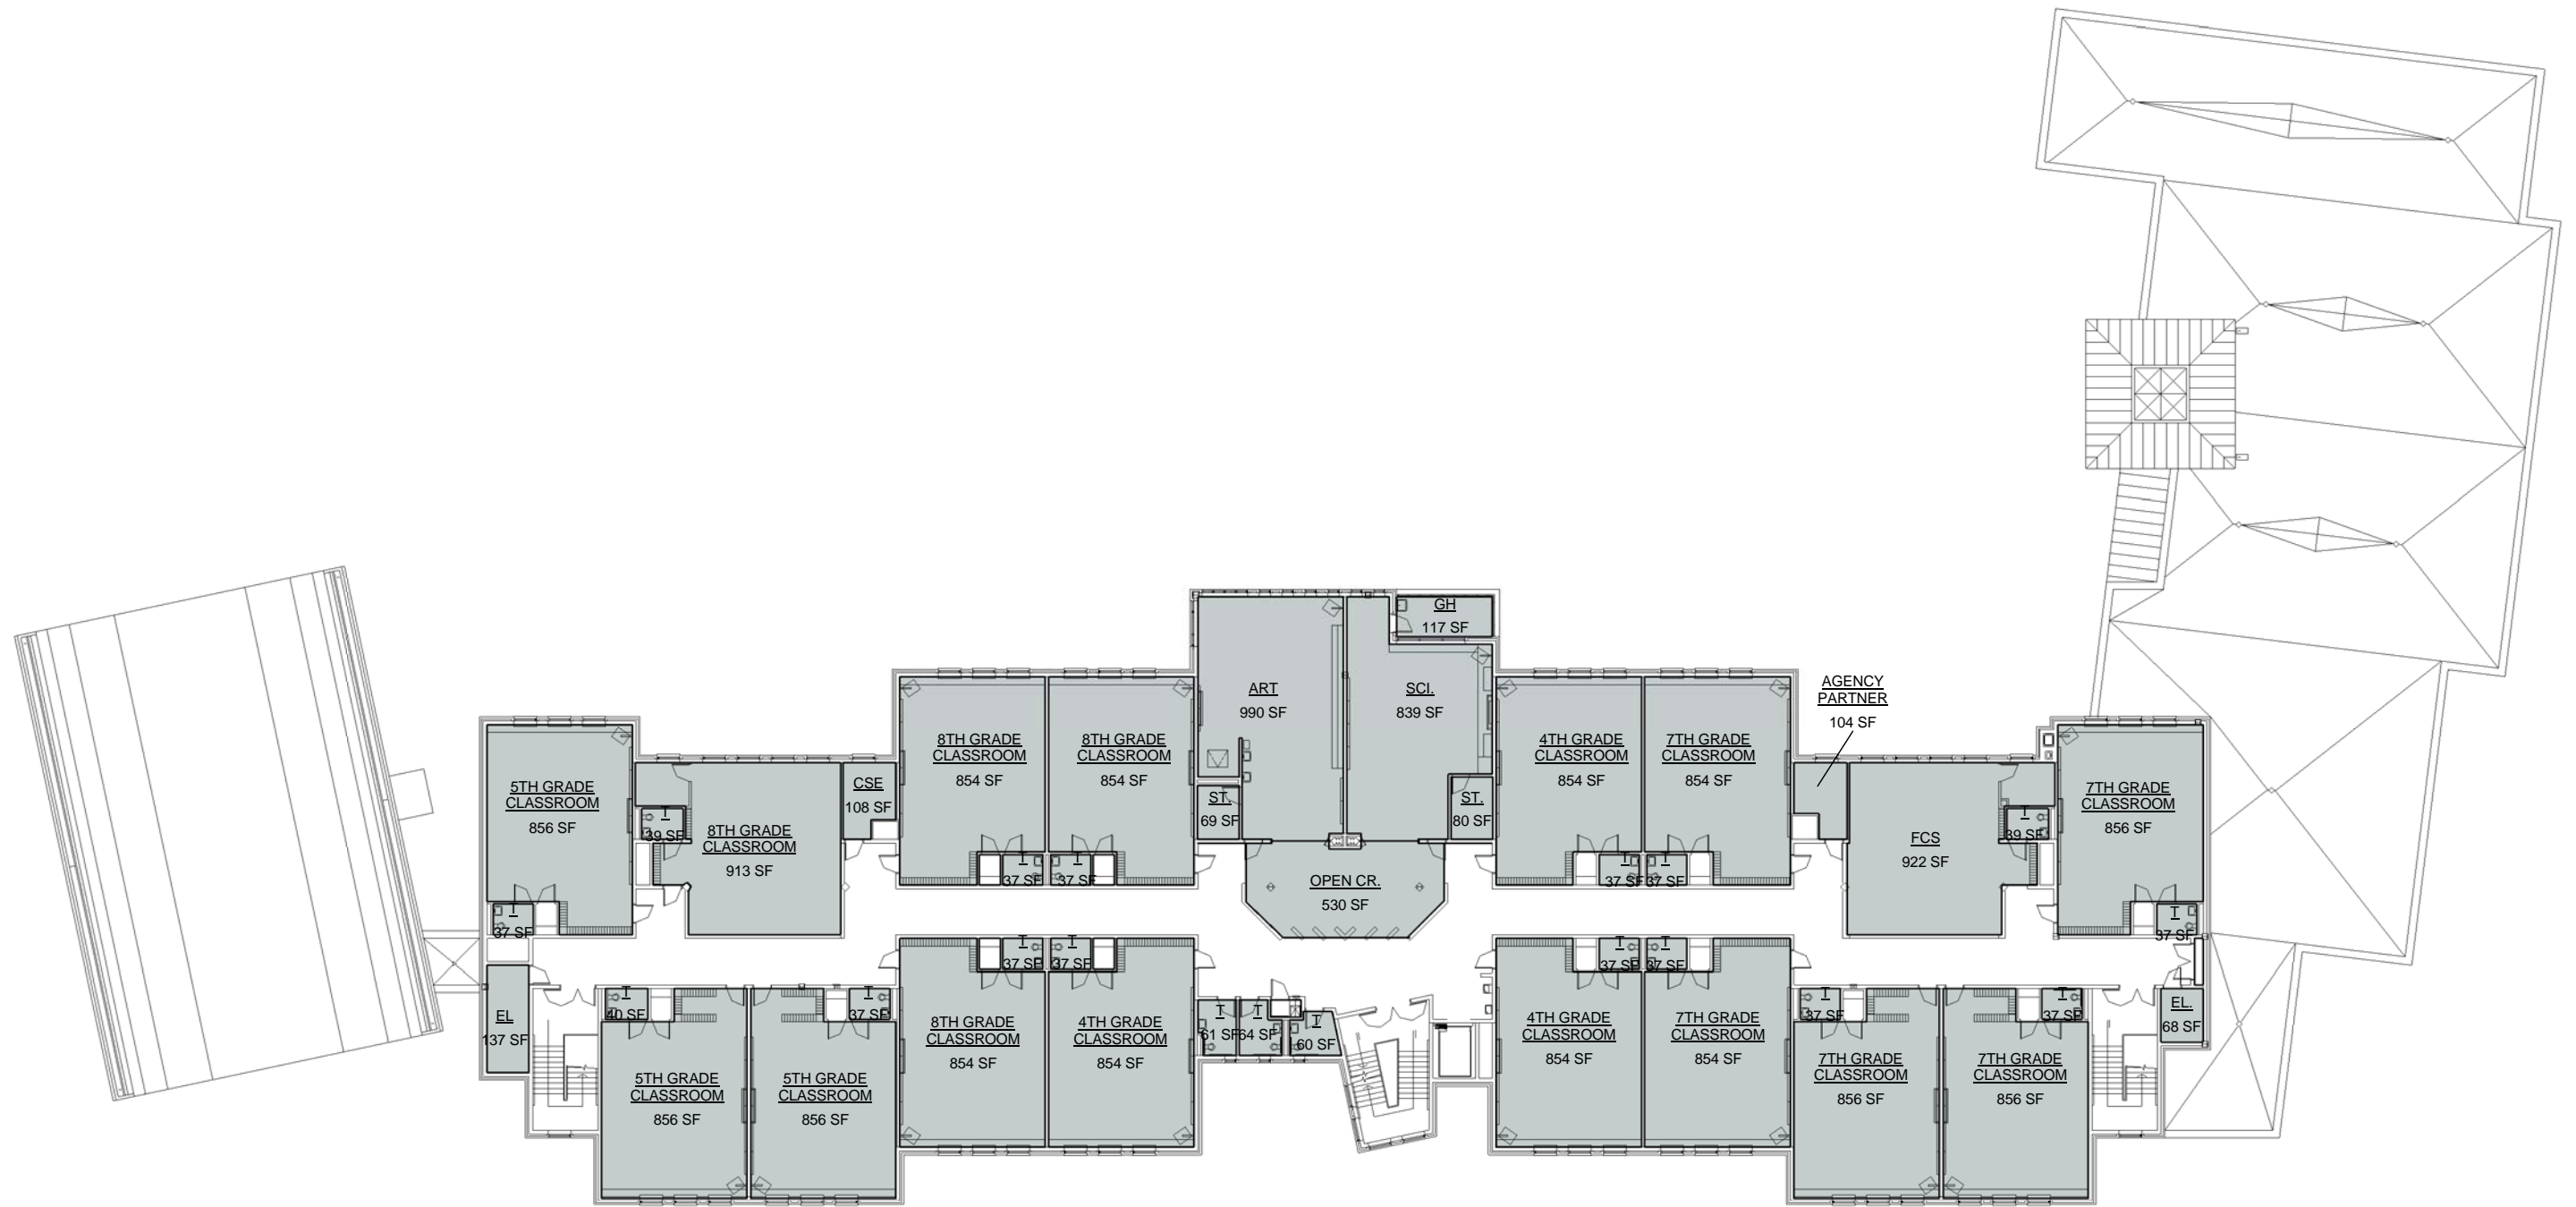 GH
117 SF
AGENCY
PARTNER
104 SF
ART
990 SF
SCI.
839 SF
8TH GRADE
CLASSROOM
854 SF
8TH GRADE
CLASSROOM
854 SF
4TH GRADE
CLASSROOM
854 SF
7TH GRADE
CLASSROOM
854 SF
5TH GRADE
CLASSROOM
856 SF
CSE
108 SF
ST.
69 SF
ST.
80 SF
7TH GRADE
CLASSROOM
856 SF
T
39 SF
8TH GRADE
CLASSROOM
913 SF
FCS
922 SF
T
39 SF
T
37 SF
T
37 SF
OPEN CR.
530 SF
T
37 SF
T
37 SF
T
37 SF
T
37 SF
T
37 SF
T
37 SF
T
37 SF
T
37 SF
EL
137 SF
T
40 SF
T
37 SF
8TH GRADE
CLASSROOM
854 SF
4TH GRADE
CLASSROOM
854 SF
T
61 SF
T
64 SF
T
60 SF
4TH GRADE
CLASSROOM
854 SF
7TH GRADE
CLASSROOM
854 SF
T
37 SF
T
37 SF
EL.
68 SF
5TH GRADE
CLASSROOM
856 SF
5TH GRADE
CLASSROOM
856 SF
7TH GRADE
CLASSROOM
856 SF
7TH GRADE
CLASSROOM
856 SF